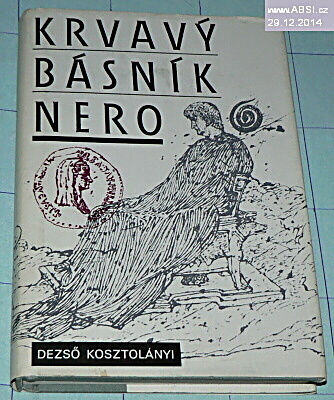 www.ABSI.cz
29.12.2014
KRVAVÝ
BÁSNÍK
NERO
DEZSŐ KOSZTOLÁNYI